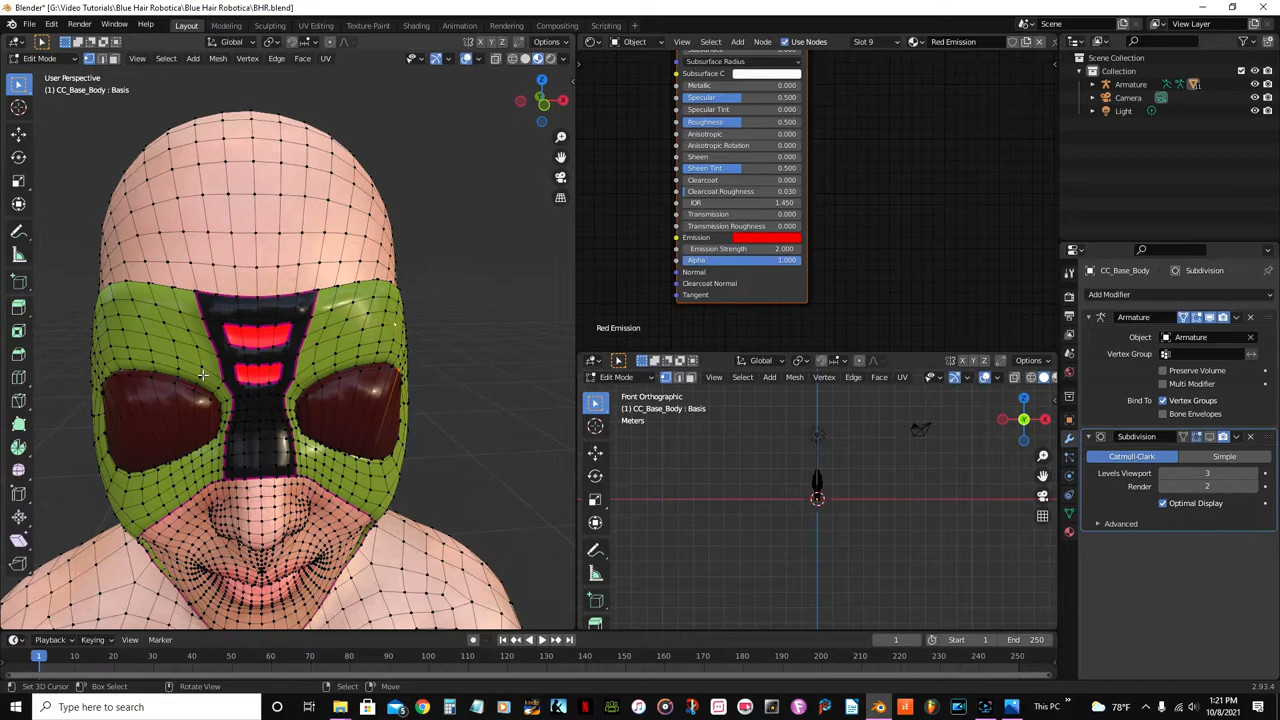 Blender* [G:\Video Tutorials\Blue Hair Robotica\Blue Hair Robotica\BHR.blend]
File Edit Render Window Help Layout Modeling Sculpting UV Editing Texture Paint Shading Animation Rendering Compositing Scripting Scene View Layer
Global Options Object View Select Add Node Use Nodes Slot 9 Red Emission
Edit Mode View Select Add Mesh Vertex Edge Face UV
User Perspective
(1) CC_Base_Body : Basis
Subsurface Radius
Subsurface C
Metallic 0.000
Specular 0.500
Specular Tint 0.000
Roughness 0.500
Anisotropic 0.000
Anisotropic Rotation 0.000
Sheen 0.000
Sheen Tint 0.500
Clearcoat 0.000
Clearcoat Roughness 0.030
IOR 1.450
Transmission 0.000
Transmission Roughness 0.000
Emission
Emission Strength 2.000
Alpha 1.000
Normal
Clearcoat Normal
Tangent
Red Emission
Scene Collection
Collection
Armature
Camera
Light
CC_Base_Body Subdivision
Add Modifier
Armature
Object Armature
Vertex Group
Preserve Volume
Multi Modifier
Bind To Vertex Groups
Bone Envelopes
Subdivision
Catmull-Clark Simple
Levels Viewport 3
Render 2
Optimal Display
Advanced
Global Options
Edit Mode View Select Add Mesh Vertex Edge Face
Front Orthographic
(1) CC_Base_Body : Basis
Meters
Playback Keying View Marker 1 Start 1 End 250
1 10 20 30 40 50 60 70 80 90 100 110 120 130 140 150 160 170 180 190 200 210 220 230 240 250
Set 3D Cursor Box Select Rotate View Select Move 2.93.4
Type here to search This PC 78°F 1:21 PM
10/8/2021